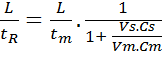 L/t_R = L/t_m . 1/(1 + Vs.Cs/Vm.Cm)